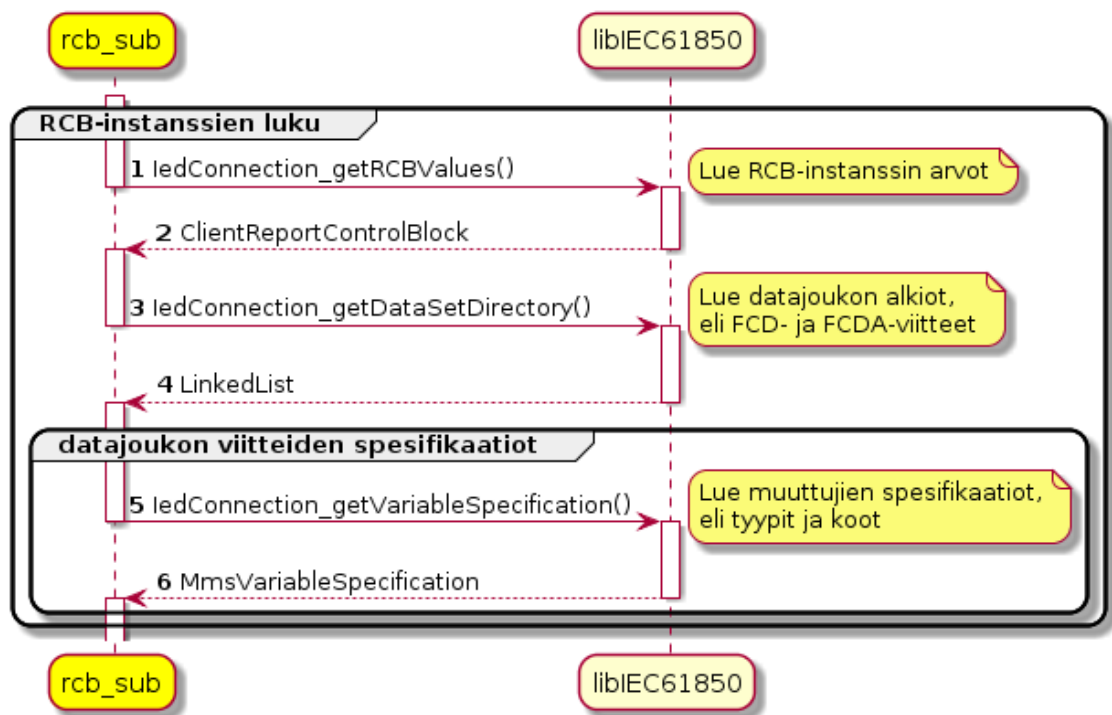 rcb_sub
libIEC61850
RCB-instanssien luku
1 IedConnection_getRCBValues()
Lue RCB-instanssin arvot
2 ClientReportControlBlock
3 IedConnection_getDataSetDirectory()
Lue datajoukon alkiot,
eli FCD- ja FCDA-viitteet
4 LinkedList
datajoukon viitteiden spesifikaatiot
5 IedConnection_getVariableSpecification()
Lue muuttujien spesifikaatiot,
eli tyypit ja koot
6 MmsVariableSpecification
rcb_sub
libIEC61850